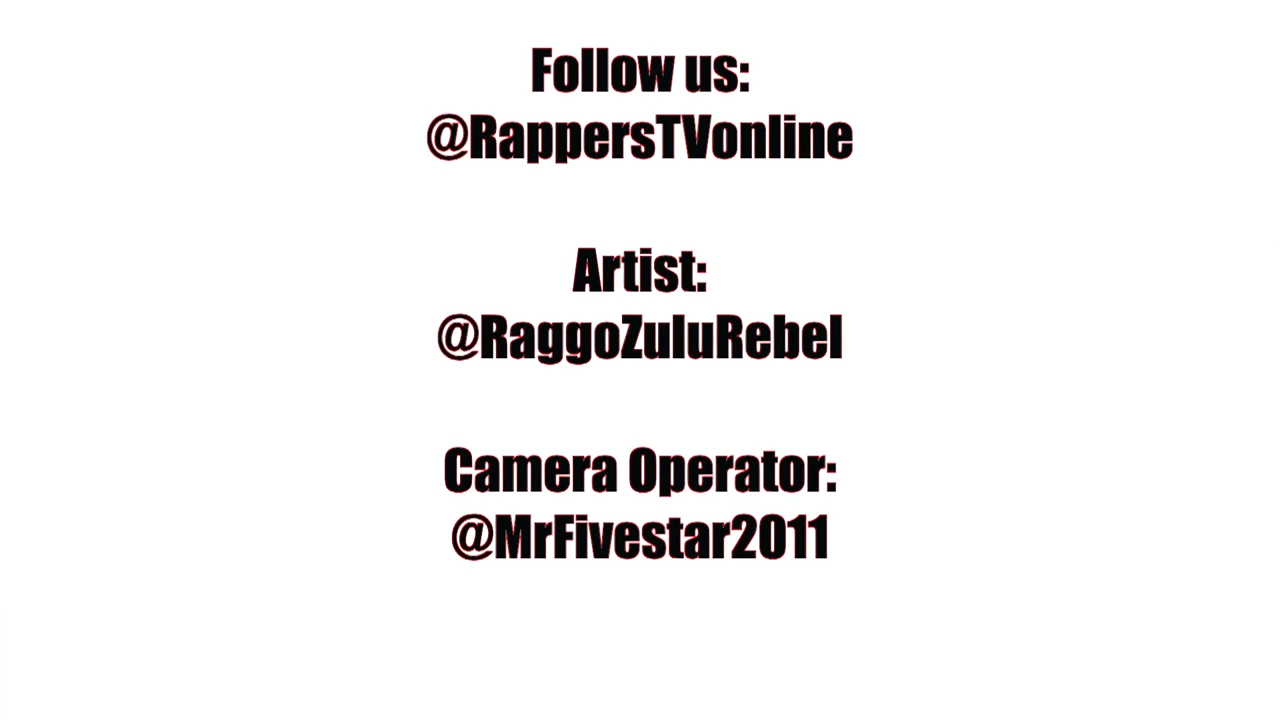 Follow us:
@RappersTVonline
Artist:
@RaggoZuluRebel
Camera Operator:
@MrFivestar2011